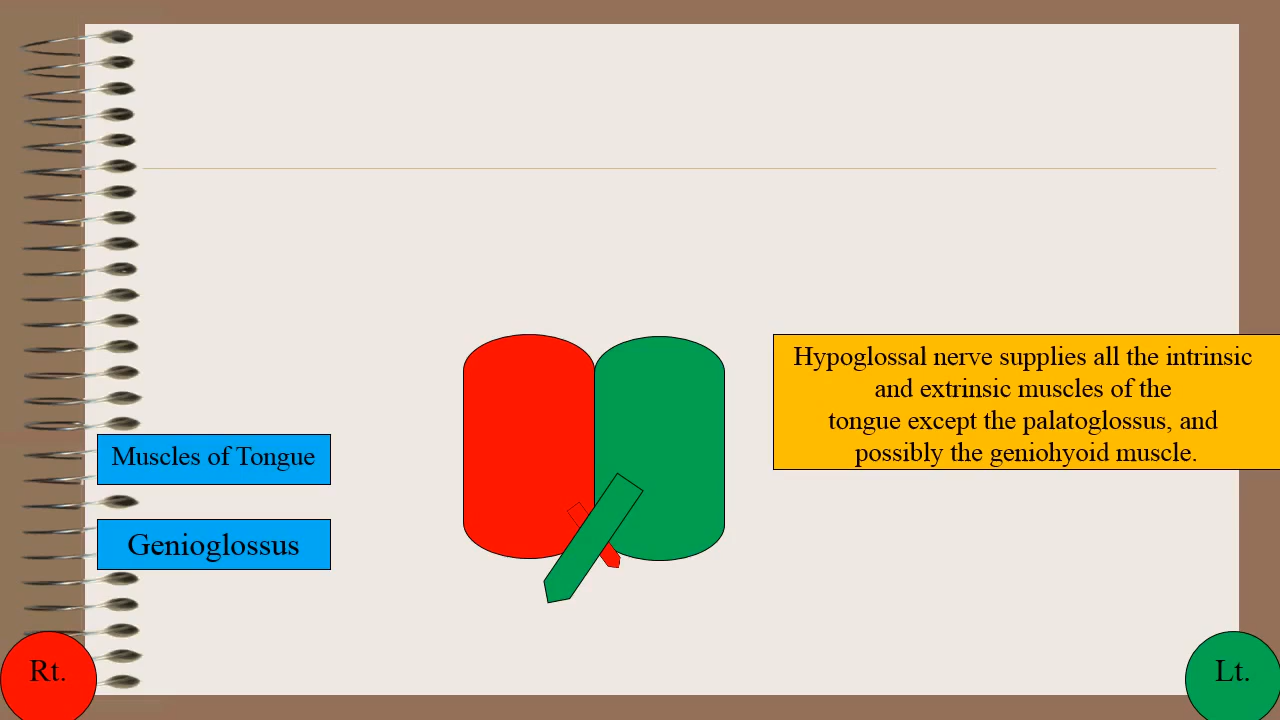 Hypoglossal nerve supplies all the intrinsic
and extrinsic muscles of the
tongue except the palatoglossus, and
possibly the geniohyoid muscle.
Muscles of Tongue
Genioglossus
Rt.
Lt.